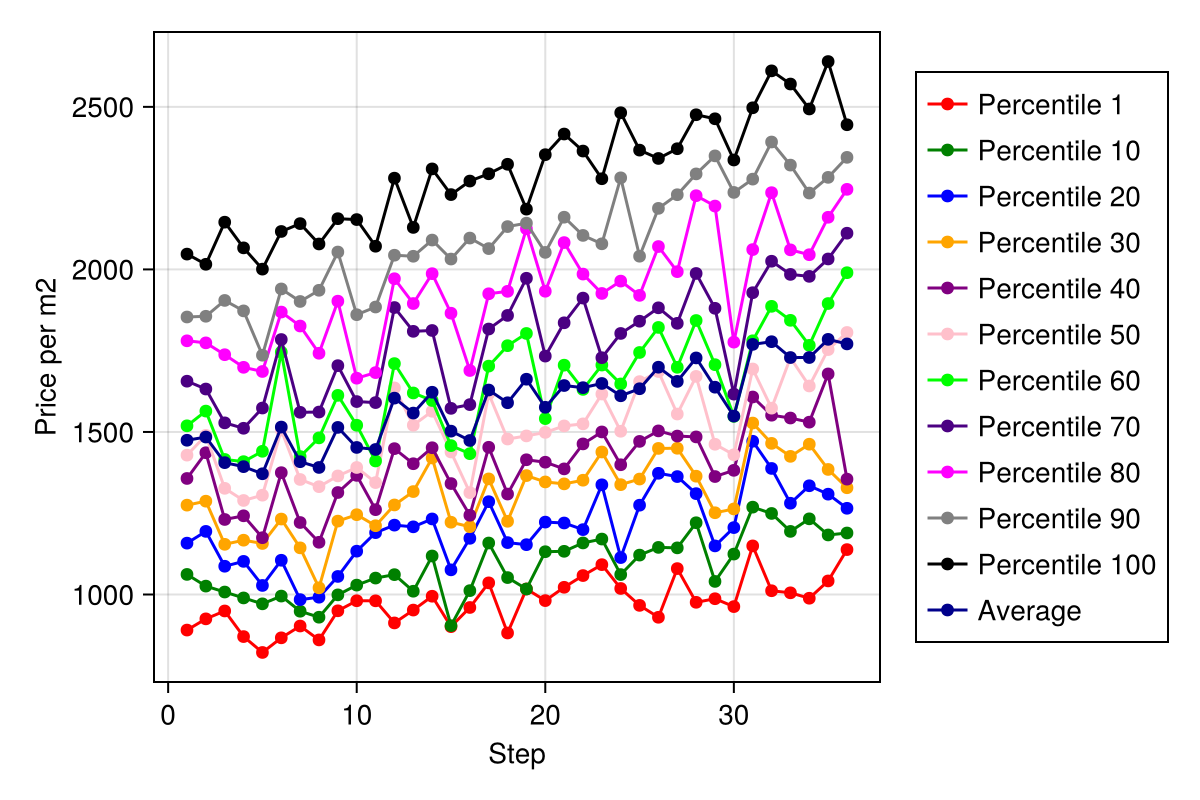 2500
2000
1500
1000
Price per m2
0 10 20 30
Step
Percentile 1
Percentile 10
Percentile 20
Percentile 30
Percentile 40
Percentile 50
Percentile 60
Percentile 70
Percentile 80
Percentile 90
Percentile 100
Average